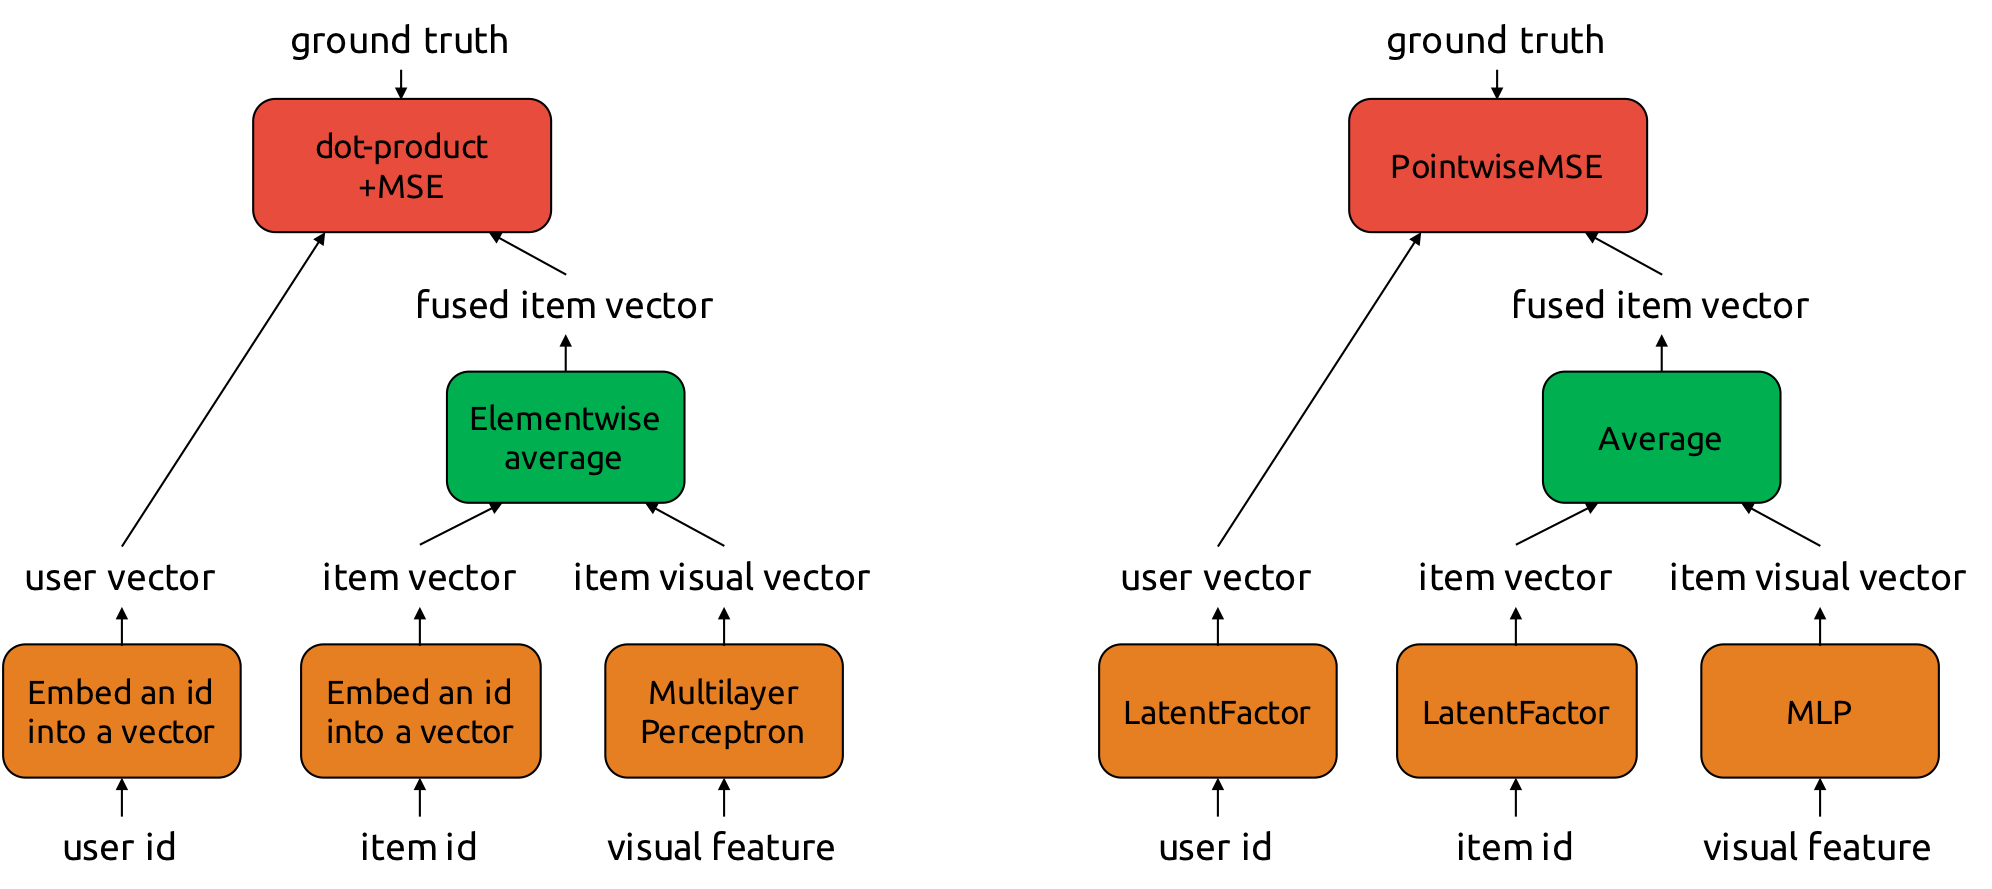 ground truth
dot-product
+MSE
fused item vector
Elementwise
average
user vector
item vector
item visual vector
Embed an id
into a vector
Embed an id
into a vector
Multilayer
Perceptron
user id
item id
visual feature
ground truth
PointwiseMSE
fused item vector
Average
user vector
item vector
item visual vector
LatentFactor
LatentFactor
MLP
user id
item id
visual feature